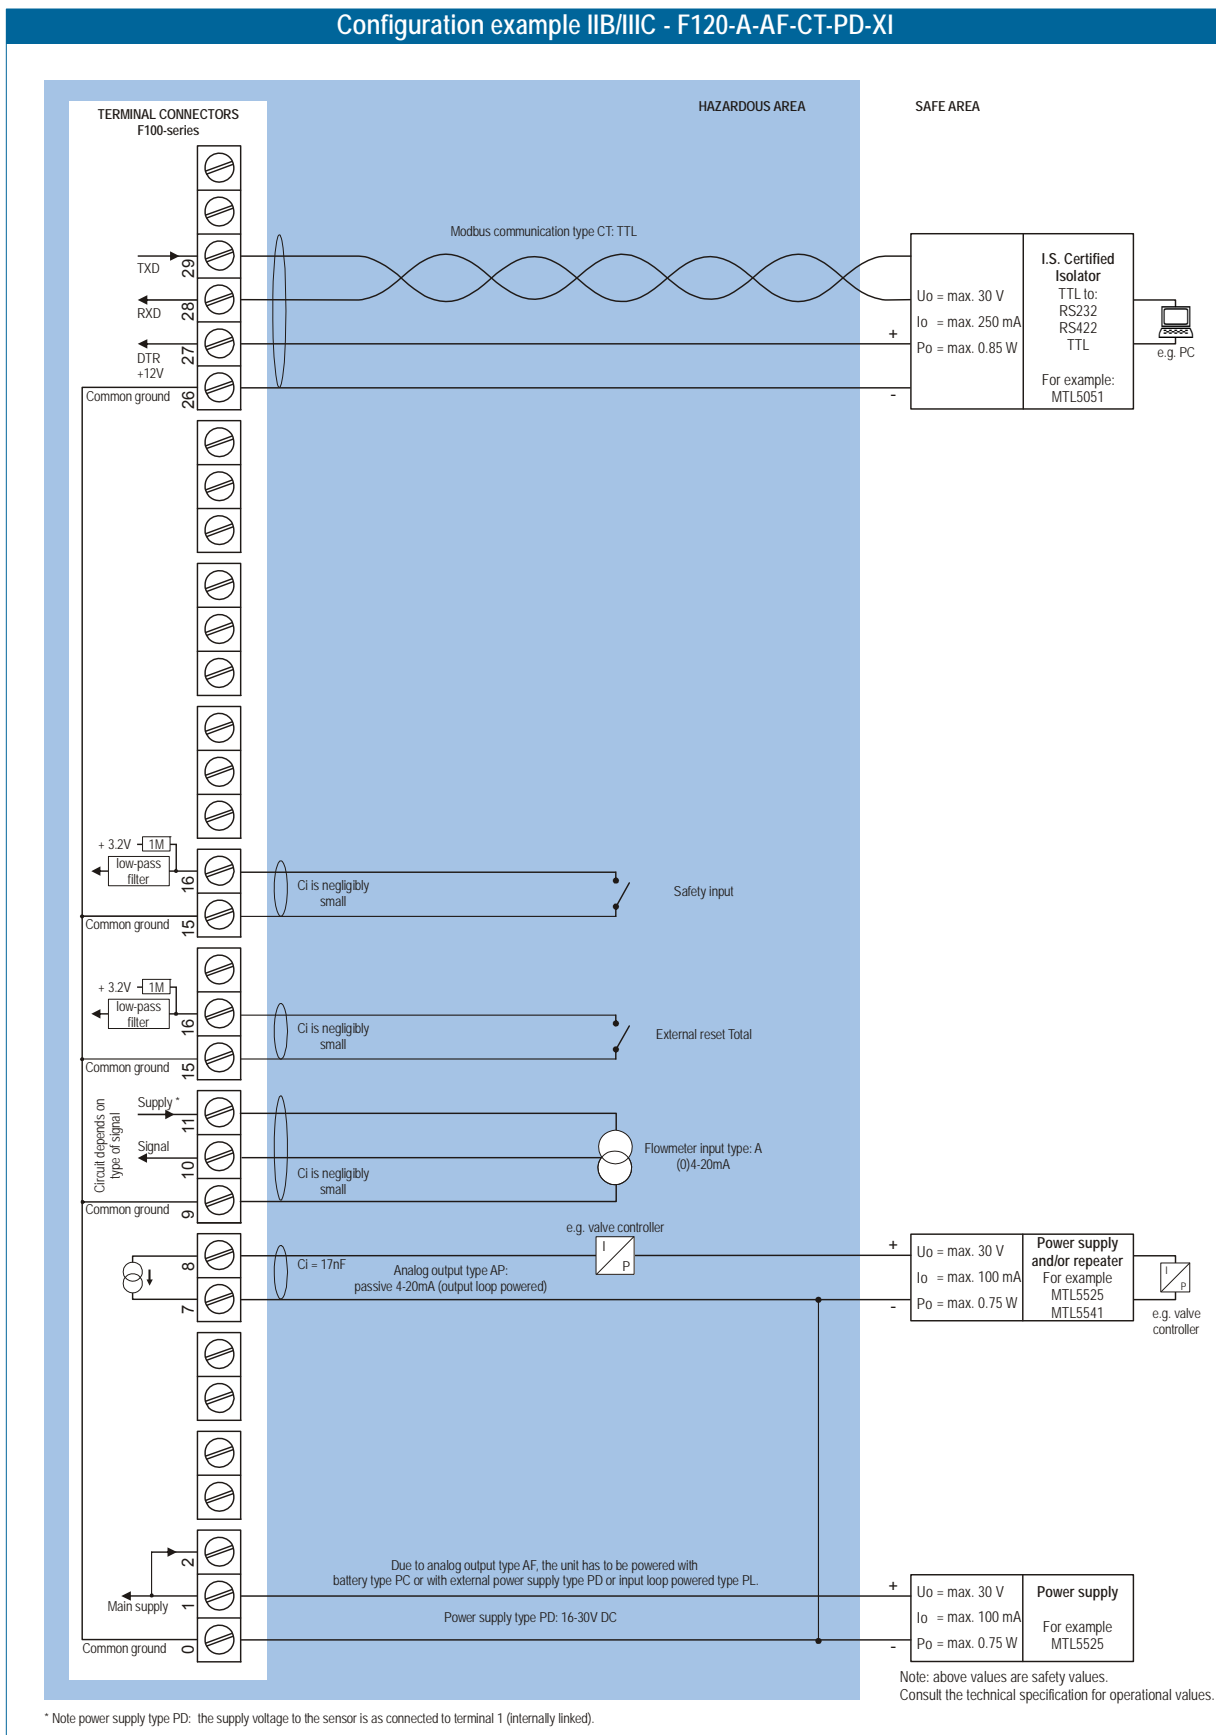 Configuration example IIB/IIIC - F120-A-AF-CT-PD-XI
TERMINAL CONNECTORS
F100-series
HAZARDOUS AREA
SAFE AREA
Modbus communication type CT: TTL
TXD
29
RXD
28
DTR
+12V
27
Common ground
26
+
-
Uo = max. 30 V
Io = max. 250 mA
Po = max. 0.85 W
I.S. Certified
Isolator
TTL to:
RS232
RS422
TTL
For example:
MTL5051
e.g. PC
+ 3.2V
1M
low-pass
filter
16
Common ground
15
Ci is negligibly
small
Safety input
+ 3.2V
1M
low-pass
filter
16
Common ground
15
Ci is negligibly
small
External reset Total
Circuit depends on
type of signal
Supply *
11
Signal
10
Common ground
9
Ci is negligibly
small
Flowmeter input type: A
(0)4-20mA
e.g. valve controller
I
P
8
7
Ci = 17nF
Analog output type AP:
passive 4-20mA (output loop powered)
+
-
Uo = max. 30 V
Io = max. 100 mA
Po = max. 0.75 W
Power supply
and/or repeater
For example
MTL5525
MTL5541
I
P
e.g. valve
controller
2
Main supply
1
Common ground
0
Due to analog output type AF, the unit has to be powered with
battery type PC or with external power supply type PD or input loop powered type PL.
Power supply type PD: 16-30V DC
+
-
Uo = max. 30 V
Io = max. 100 mA
Po = max. 0.75 W
Power supply
For example
MTL5525
Note: above values are safety values.
Consult the technical specification for operational values.
* Note power supply type PD: the supply voltage to the sensor is as connected to terminal 1 (internally linked).